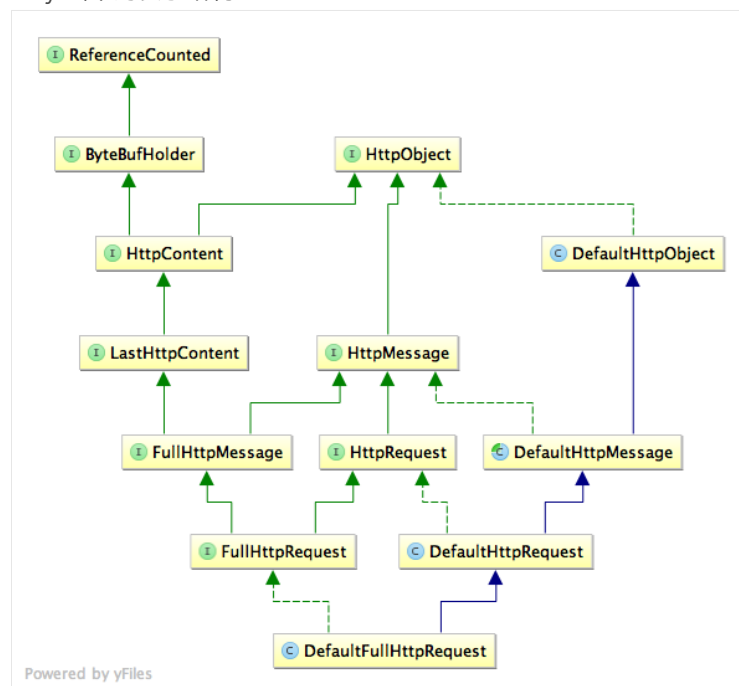 I ReferenceCounted
I ByteBufHolder
I HttpObject
I HttpContent
C DefaultHttpObject
I LastHttpContent
I HttpMessage
I FullHttpMessage
I HttpRequest
C DefaultHttpMessage
I FullHttpRequest
C DefaultHttpRequest
C DefaultFullHttpRequest
Powered by yFiles